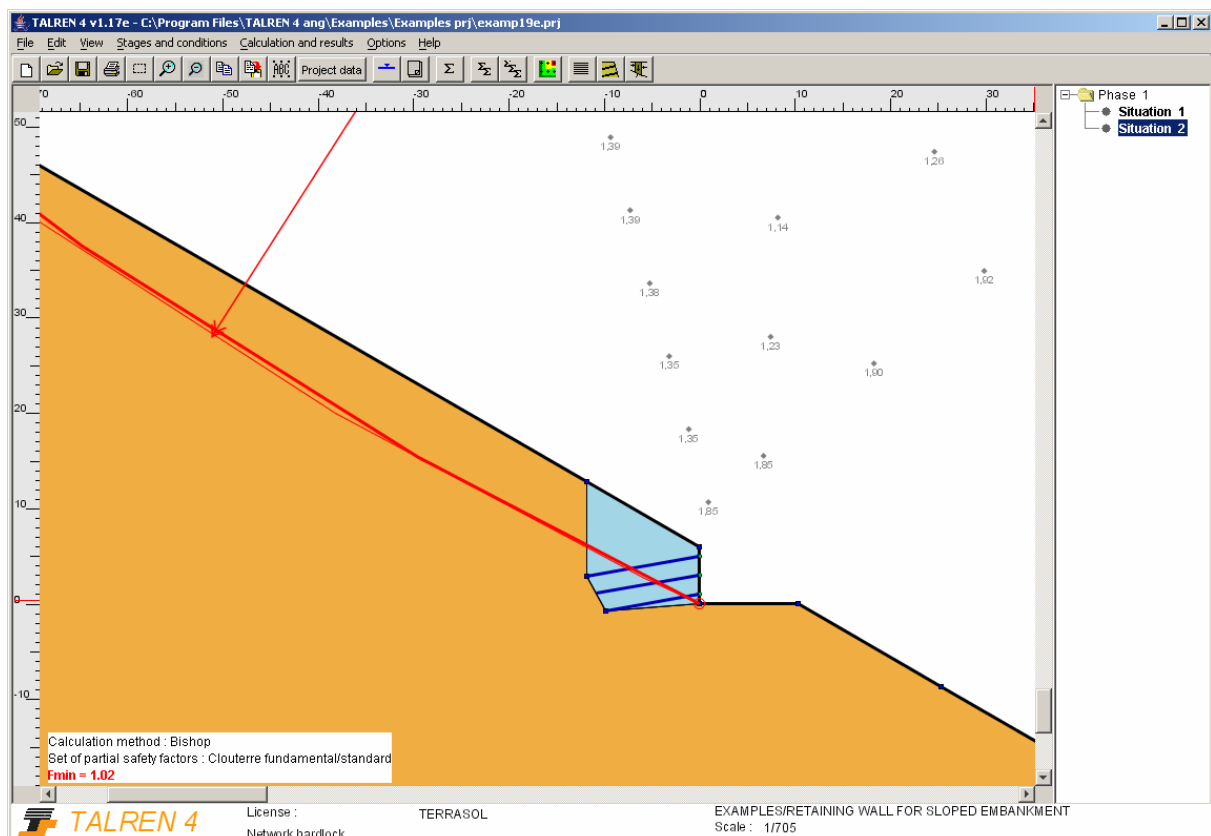 TALREN 4 v1.17e - C:\Program Files\TALREN 4 ang\Examples\Examples prj\examp19e.prj
File Edit View Stages and conditions Calculation and results Options Help
ABC Project data Σ Σ Σ Σ Σ
70 -60 -50 -40 -30 -20 -10 0 10 20 30
Phase 1
Situation 1
Situation 2
50
40
30
20
10
0
-10
1,39
1,26
1,39
1,14
1,92
1,38
1,23
1,35
1,90
1,35
1,85
1,85
Calculation method : Bishop
Set of partial safety factors : Clouterre fundamental/standard
Fmin = 1.02
TALREN 4
License : TERRASOL
Network hardlock
EXAMPLES/RETAINING WALL FOR SLOPED EMBANKMENT
Scale : 1/705